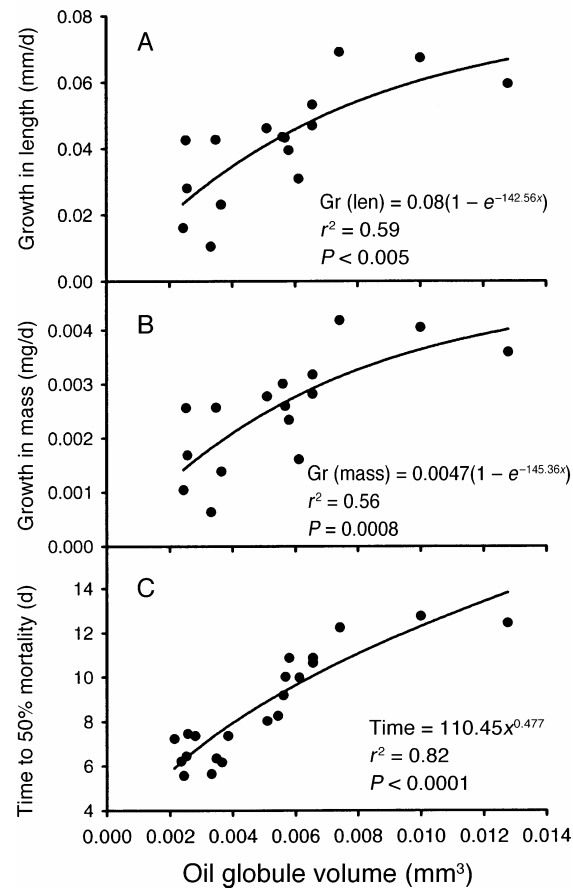 0.08
A
0.06
0.04
0.02
0.00
Growth in length (mm/d)
Gr (len) = 0.08(1 – e^–142.56x)
r² = 0.59
P < 0.005
B
0.004
0.003
0.002
0.001
0.000
Growth in mass (mg/d)
Gr (mass) = 0.0047(1 – e^–145.36x)
r² = 0.56
P = 0.0008
C
14
12
10
8
6
4
Time to 50% mortality (d)
Time = 110.45x^0.477
r² = 0.82
P < 0.0001
0.000 0.002 0.004 0.006 0.008 0.010 0.012 0.014
Oil globule volume (mm³)